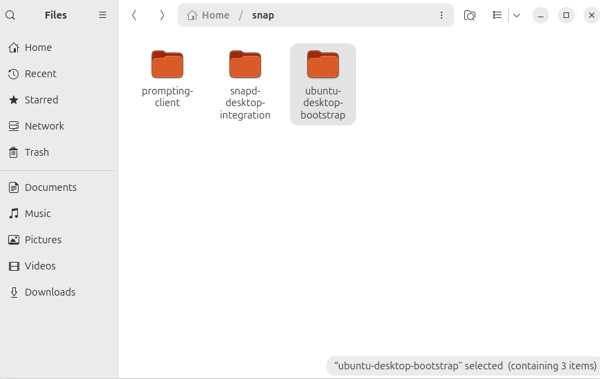 Files
Home / snap
Home
Recent
Starred
Network
Trash
Documents
Music
Pictures
Videos
Downloads
prompting-
client
snapd-
desktop-
integration
ubuntu-
desktop-
bootstrap
"ubuntu-desktop-bootstrap" selected (containing 3 items)